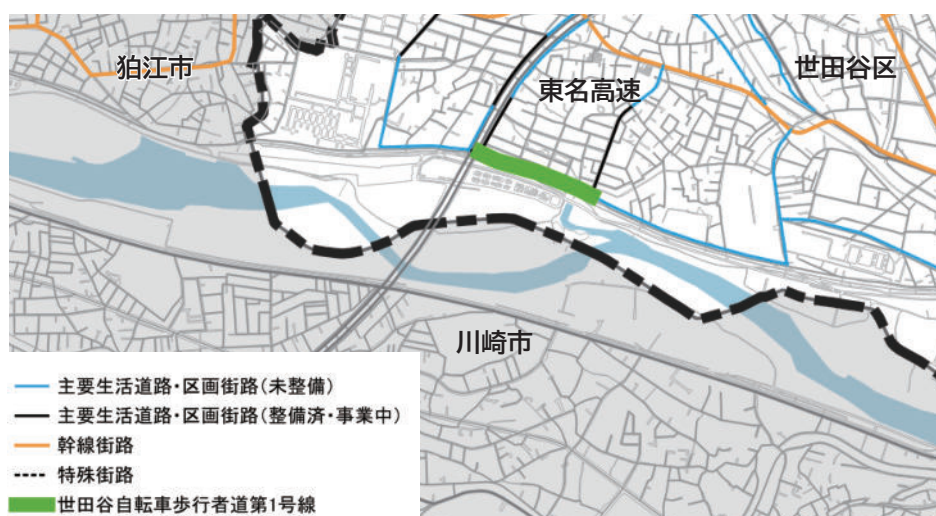 狛江市
世田谷区
東名高速
川崎市
主要生活道路・区画街路(未整備)
主要生活道路・区画街路(整備済・事業中)
幹線街路
特殊街路
世田谷自転車歩行者道第1号線